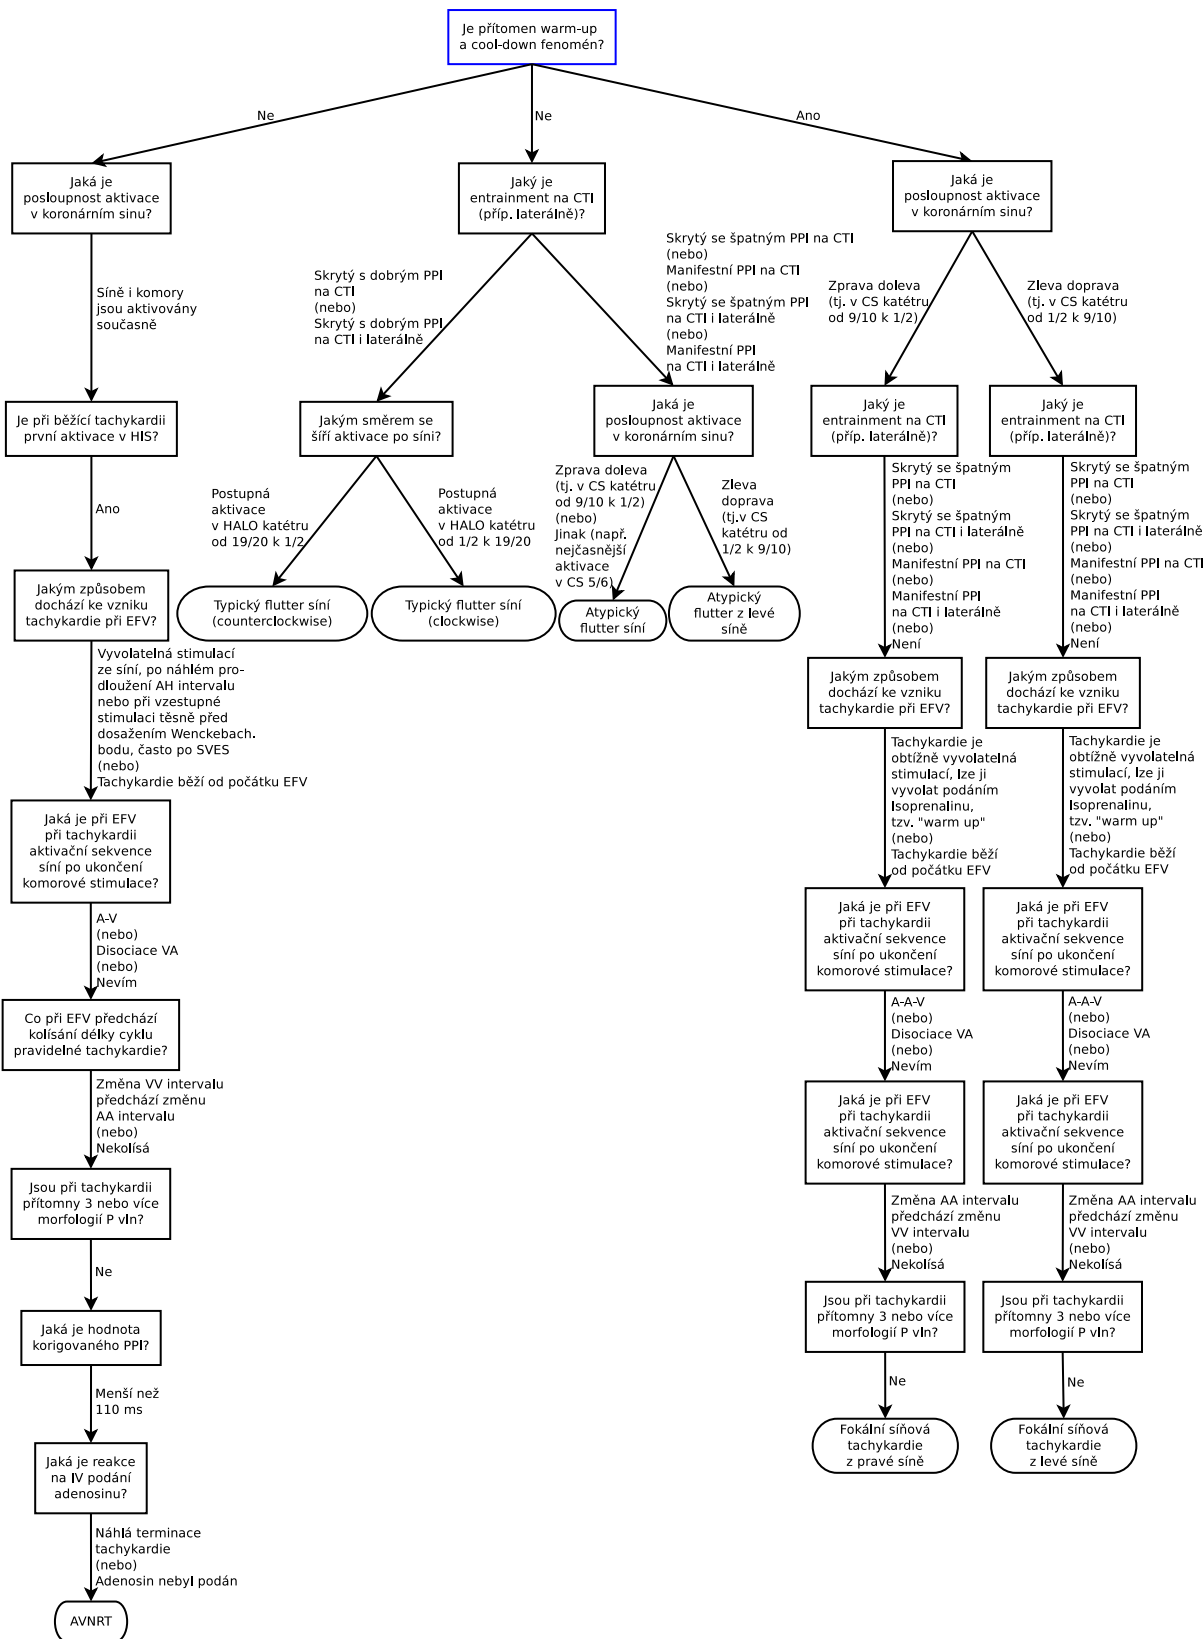 Je přítomen warm-up
a cool-down fenomén?
Ne
Ne
Ano
Jaká je
posloupnost aktivace
v koronárním sinu?
Jaký je
entrainment na CTI
(příp. laterálně)?
Jaká je
posloupnost aktivace
v koronárním sinu?
Síně i komory
jsou aktivovány
současně
Skrytý s dobrým PPI
na CTI
(nebo)
Skrytý s dobrým PPI
na CTI i laterálně
Skrytý se špatným PPI na CTI
(nebo)
Manifestní PPI na CTI
(nebo)
Skrytý se špatným PPI
na CTI i laterálně
(nebo)
Manifestní PPI
na CTI i laterálně
Zprava doleva
(tj. v CS katétru
od 9/10 k 1/2)
Zleva doprava
(tj. v CS katétru
od 1/2 k 9/10)
Je při běžící tachykardii
první aktivace v HIS?
Jakým směrem se
šíří aktivace po síni?
Jaká je
posloupnost aktivace
v koronárním sinu?
Jaký je
entrainment na CTI
(příp. laterálně)?
Jaký je
entrainment na CTI
(příp. laterálně)?
Ano
Postupná
aktivace
v HALO katétru
od 19/20 k 1/2
Postupná
aktivace
v HALO katétru
od 1/2 k 19/20
Zprava doleva
(tj. v CS katétru
od 9/10 k 1/2)
(nebo)
Jinak (např.
nejčasnější
aktivace
v CS 5/6)
Zleva
doprava
(tj.v CS
katétru od
1/2 k 9/10)
Skrytý se špatným
PPI na CTI
(nebo)
Skrytý se špatným
PPI na CTI i laterálně
(nebo)
Manifestní PPI na CTI
(nebo)
Manifestní PPI
na CTI i laterálně
(nebo)
Není
Skrytý se špatným
PPI na CTI
(nebo)
Skrytý se špatným
PPI na CTI i laterálně
(nebo)
Manifestní PPI na CTI
(nebo)
Manifestní PPI
na CTI i laterálně
(nebo)
Není
Jakým způsobem
dochází ke vzniku
tachykardie při EFV?
Typický flutter síní
(counterclockwise)
Typický flutter síní
(clockwise)
Atypický
flutter síní
Atypický
flutter z levé
síně
Vyvolatelná stimulací
ze síní, po náhlém pro-
dloužení AH intervalu
nebo při vzestupné
stimulaci těsně před
dosažením Wenckebach.
bodu, často po SVES
(nebo)
Tachykardie běží od počátku EFV
Jakým způsobem
dochází ke vzniku
tachykardie při EFV?
Jakým způsobem
dochází ke vzniku
tachykardie při EFV?
Tachykardie je
obtížně vyvolatelná
stimulací, lze ji
vyvolat podáním
Isoprenalinu,
tzv. "warm up"
(nebo)
Tachykardie běží
od počátku EFV
Tachykardie je
obtížně vyvolatelná
stimulací, lze ji
vyvolat podáním
Isoprenalinu,
tzv. "warm up"
(nebo)
Tachykardie běží
od počátku EFV
Jaká je při EFV
při tachykardii
aktivační sekvence
síní po ukončení
komorové stimulace?
Jaká je při EFV
při tachykardii
aktivační sekvence
síní po ukončení
komorové stimulace?
Jaká je při EFV
při tachykardii
aktivační sekvence
síní po ukončení
komorové stimulace?
A-V
(nebo)
Disociace VA
(nebo)
Nevím
A-A-V
(nebo)
Disociace VA
(nebo)
Nevím
A-A-V
(nebo)
Disociace VA
(nebo)
Nevím
Co při EFV předchází
kolísání délky cyklu
pravidelné tachykardie?
Jaká je při EFV
při tachykardii
aktivační sekvence
síní po ukončení
komorové stimulace?
Jaká je při EFV
při tachykardii
aktivační sekvence
síní po ukončení
komorové stimulace?
Změna VV intervalu
předchází změnu
AA intervalu
(nebo)
Nekolísá
Jsou při tachykardii
přítomny 3 nebo více
morfologií P vln?
Změna AA intervalu
předchází změnu
VV intervalu
(nebo)
Nekolísá
Změna AA intervalu
předchází změnu
VV intervalu
(nebo)
Nekolísá
Ne
Jsou při tachykardii
přítomny 3 nebo více
morfologií P vln?
Jsou při tachykardii
přítomny 3 nebo více
morfologií P vln?
Jaká je hodnota
korigovaného PPI?
Ne
Ne
Menší než
110 ms
Fokální síňová
tachykardie
z pravé síně
Fokální síňová
tachykardie
z levé síně
Jaká je reakce
na IV podání
adenosinu?
Náhlá terminace
tachykardie
(nebo)
Adenosin nebyl podán
AVNRT